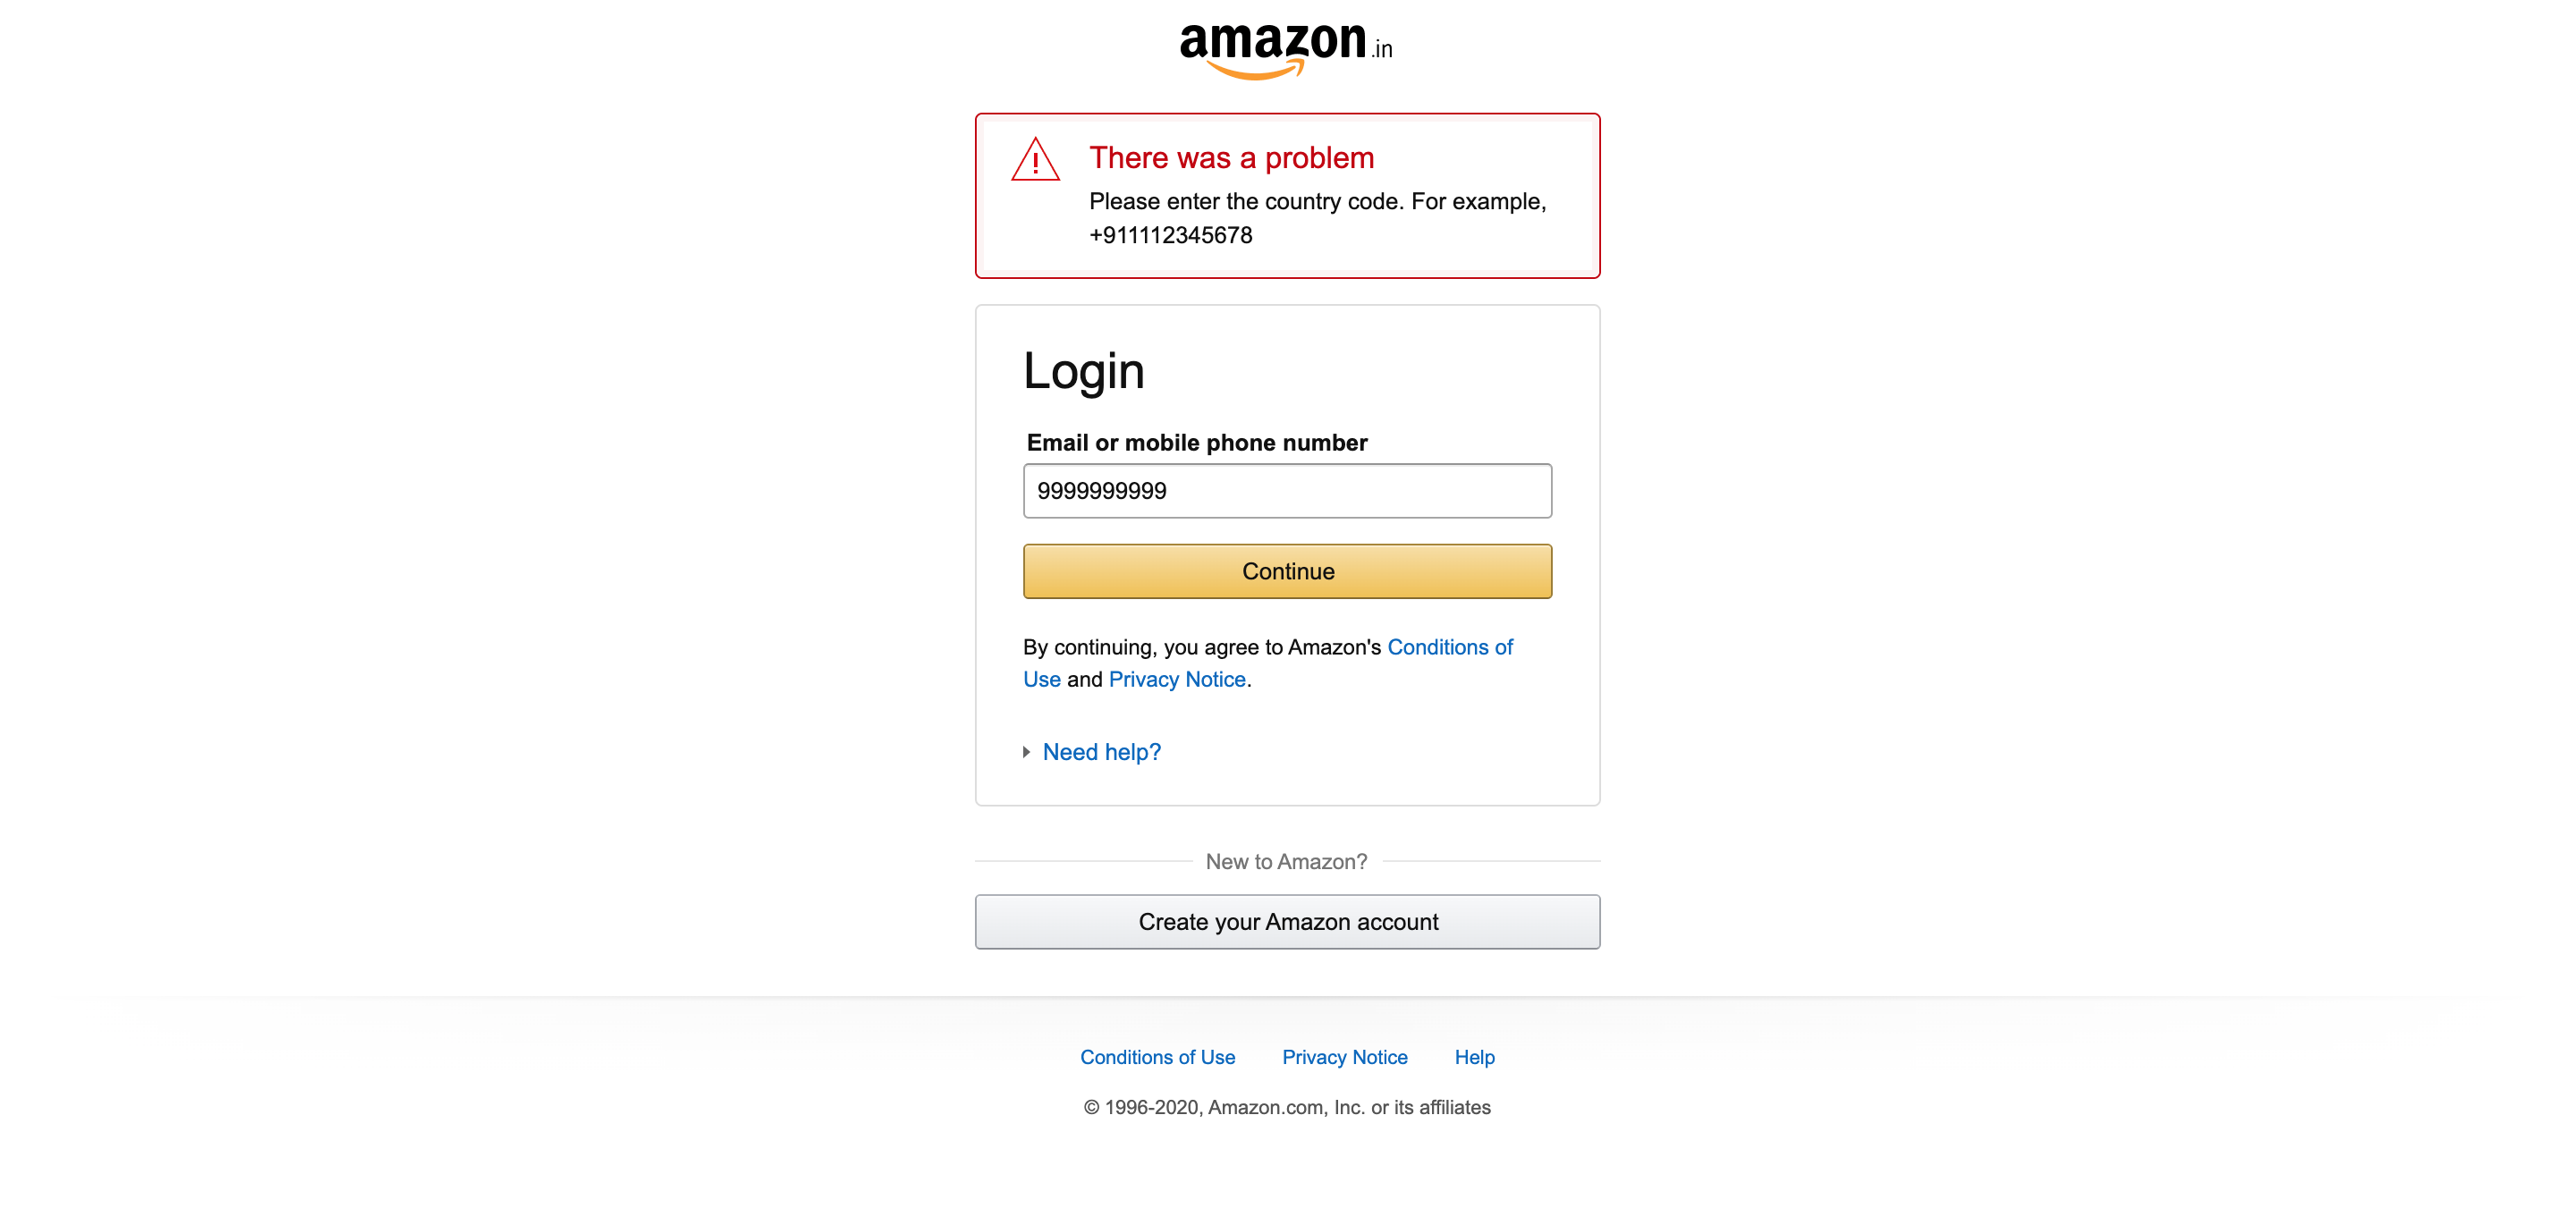 amazon.in
There was a problem
Please enter the country code. For example,
+911112345678
Login
Email or mobile phone number
9999999999
Continue
By continuing, you agree to Amazon's Conditions of
Use and Privacy Notice.
Need help?
New to Amazon?
Create your Amazon account
Conditions of Use Privacy Notice Help
© 1996-2020, Amazon.com, Inc. or its affiliates